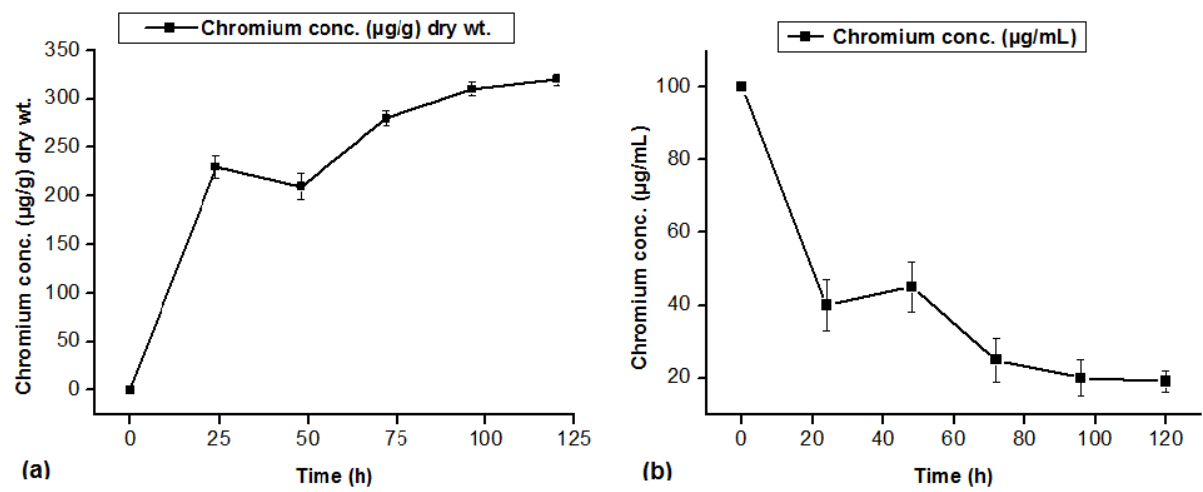 Chromium conc. (µg/g) dry wt.
Chromium conc. (µg/g) dry wt.
350
300
250
200
150
100
50
0
0 25 50 75 100 125
Time (h)
(a)
Chromium conc. (µg/mL)
Chromium conc. (µg/mL)
100
80
60
40
20
0 20 40 60 80 100 120
Time (h)
(b)